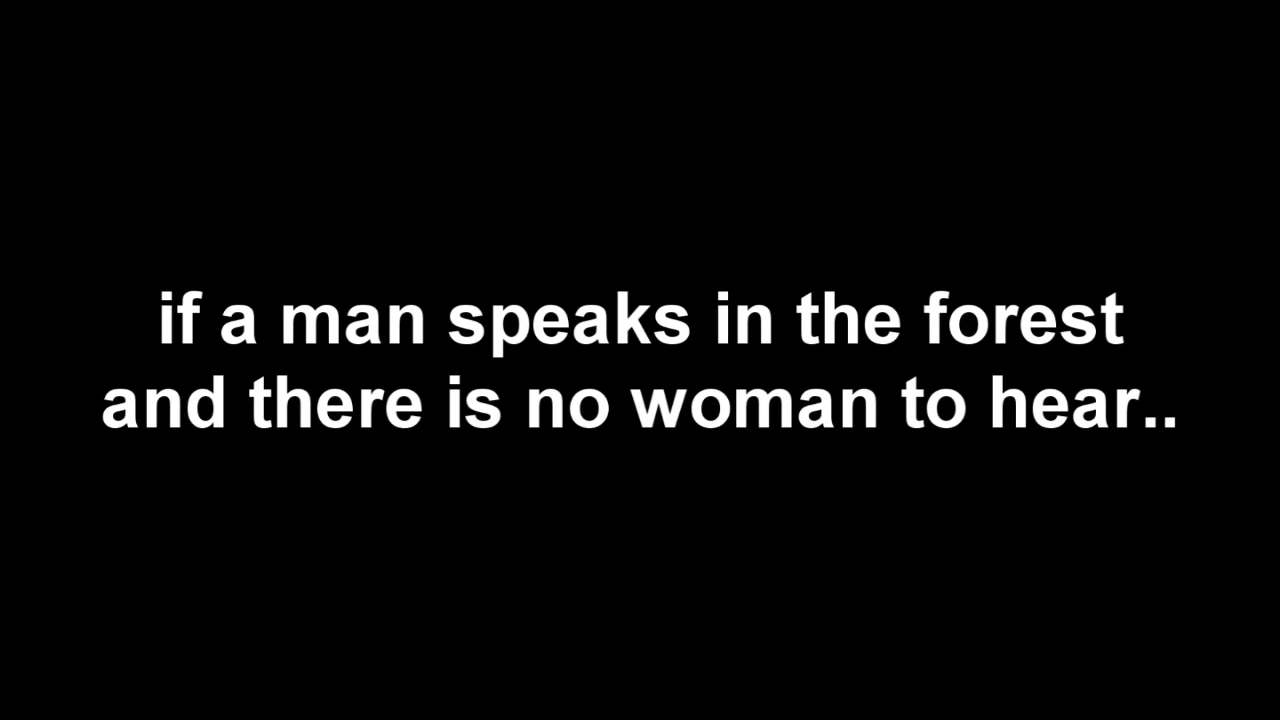 if a man speaks in the forest
and there is no woman to hear..